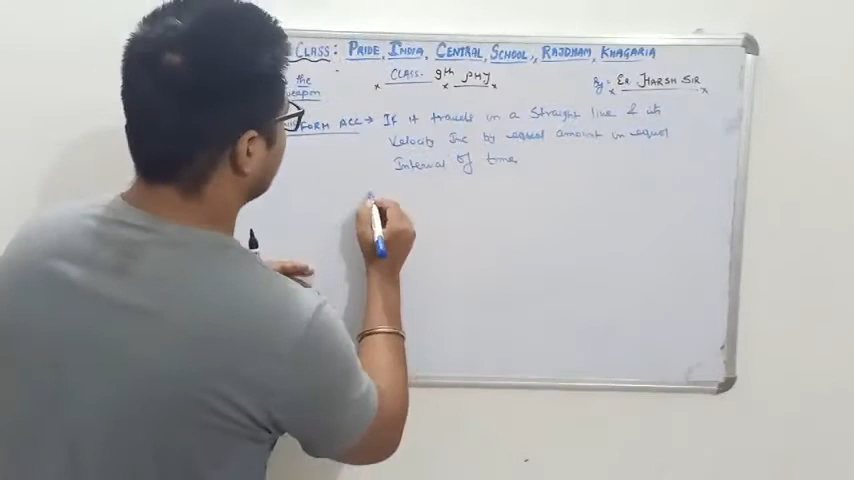 CLASS: PRIDE INDIA, CENTRAL SCHOOL, RAJDHAM, KHAGARIA
the weapon
CLASS - 9th PHY
By - Er. HARSH SIR
FORM ACC → If it travels in a straight line & its
velocity Inc by equal amount in equal
Interval of time